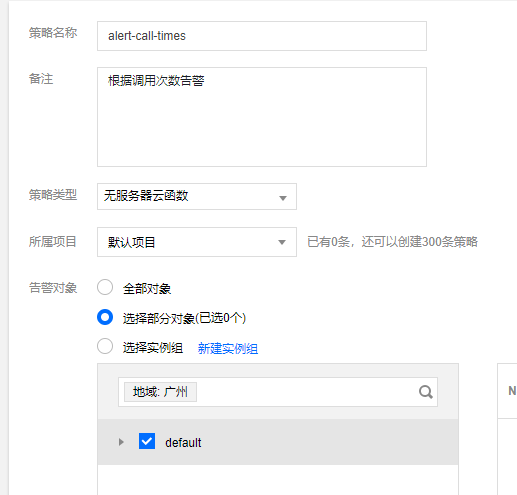 策略名称 alert-call-times
备注 根据调用次数告警
策略类型 无服务器云函数
所属项目 默认项目 已有0条，还可以创建300条策略
告警对象 全部对象
选择部分对象(已选0个)
选择实例组 新建实例组
地域: 广州
N
default